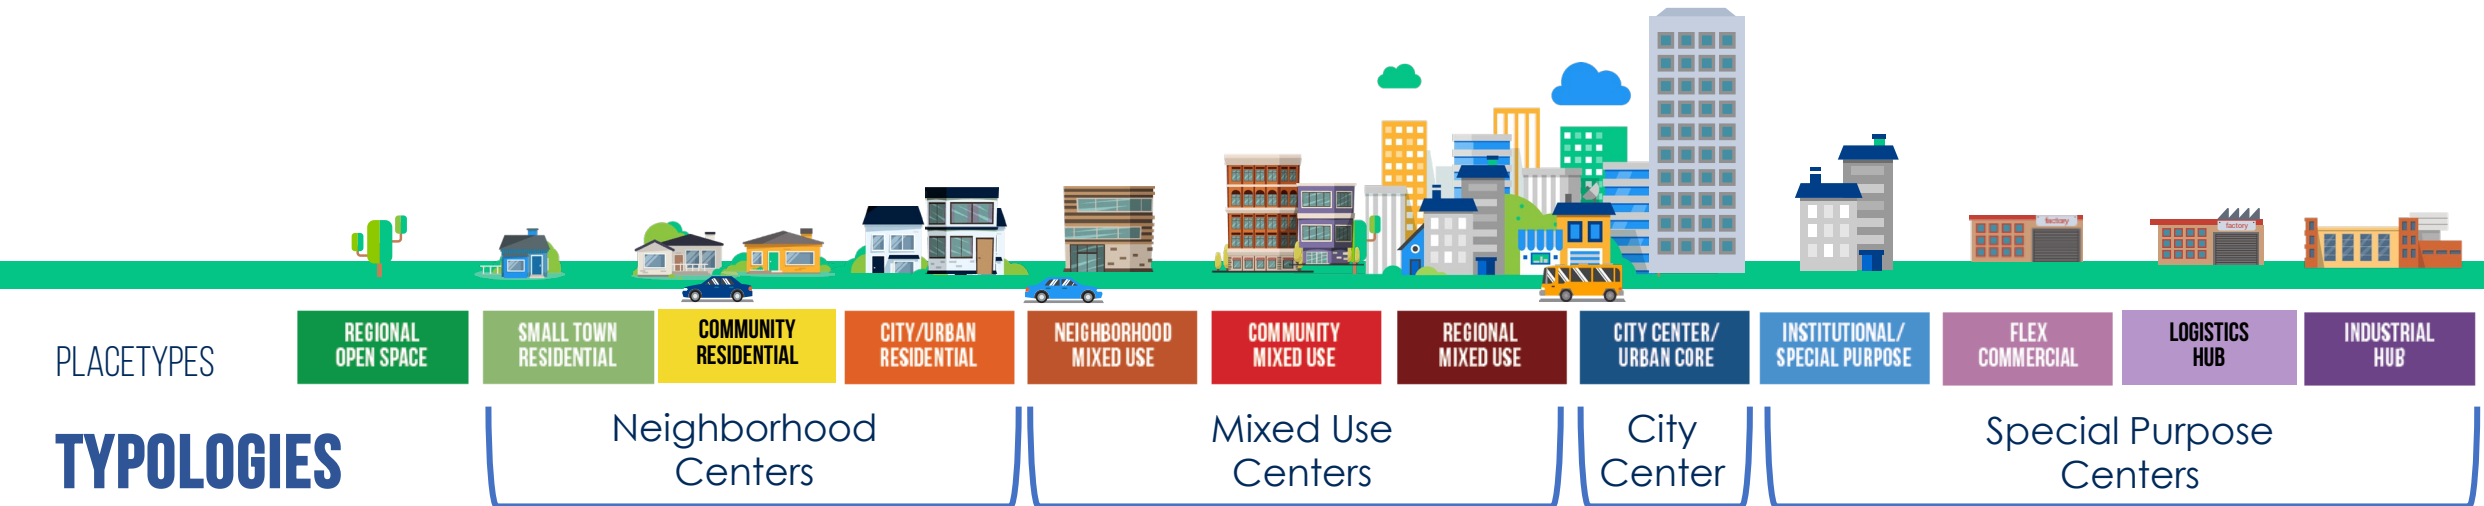 factory
factory
PLACETYPES
REGIONAL
OPEN SPACE
SMALL TOWN
RESIDENTIAL
COMMUNITY
RESIDENTIAL
CITY/URBAN
RESIDENTIAL
NEIGHBORHOOD
MIXED USE
COMMUNITY
MIXED USE
REGIONAL
MIXED USE
CITY CENTER/
URBAN CORE
INSTITUTIONAL/
SPECIAL PURPOSE
FLEX
COMMERCIAL
LOGISTICS
HUB
INDUSTRIAL
HUB
TYPOLOGIES
Neighborhood
Centers
Mixed Use
Centers
City
Center
Special Purpose
Centers